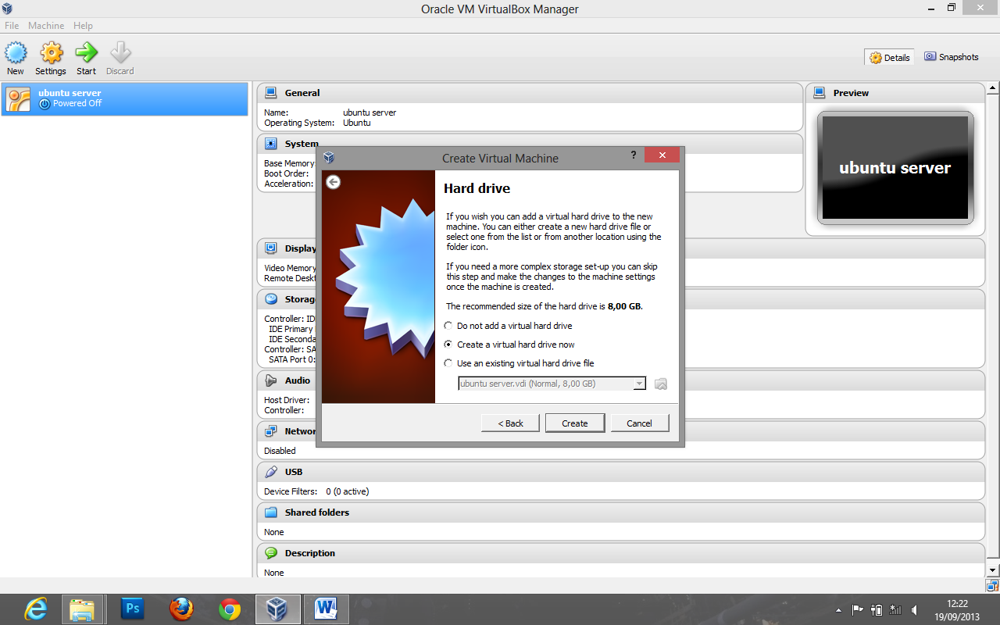 Oracle VM VirtualBox Manager
File Machine Help
New Settings Start Discard
Details Snapshots
ubuntu server
Powered Off
General
Name: ubuntu server
Operating System: Ubuntu
Preview
ubuntu server
System
Base Memory
Boot Order:
Acceleration:
Display
Video Memory
Remote Deskt
Storage
Controller: ID
IDE Primary
IDE Seconda
Controller: SA
SATA Port 0:
Audio
Host Driver:
Controller:
Networ
Disabled
USB
Device Filters: 0 (0 active)
Shared folders
None
Description
None
Create Virtual Machine
?
Hard drive
If you wish you can add a virtual hard drive to the new
machine. You can either create a new hard drive file or
select one from the list or from another location using the
folder icon.
If you need a more complex storage set-up you can skip
this step and make the changes to the machine settings
once the machine is created.
The recommended size of the hard drive is 8,00 GB.
Do not add a virtual hard drive
Create a virtual hard drive now
Use an existing virtual hard drive file
ubuntu server.vdi (Normal, 8,00 GB)
< Back Create Cancel
Ps
W
12:22
19/09/2013